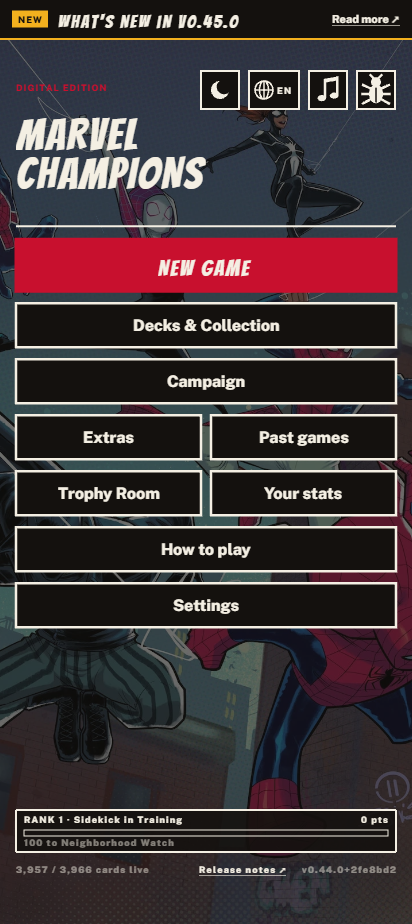 NEW WHAT'S NEW IN V0.45.0 Read more ↗
DIGITAL EDITION
EN
MARVEL
CHAMPIONS
NEW GAME
Decks & Collection
Campaign
Extras Past games
Trophy Room Your stats
How to play
Settings
RANK 1 · Sidekick in Training 0 pts
100 to Neighborhood Watch
3,957 / 3,966 cards live Release notes ↗ v0.44.0+2fe8bd2